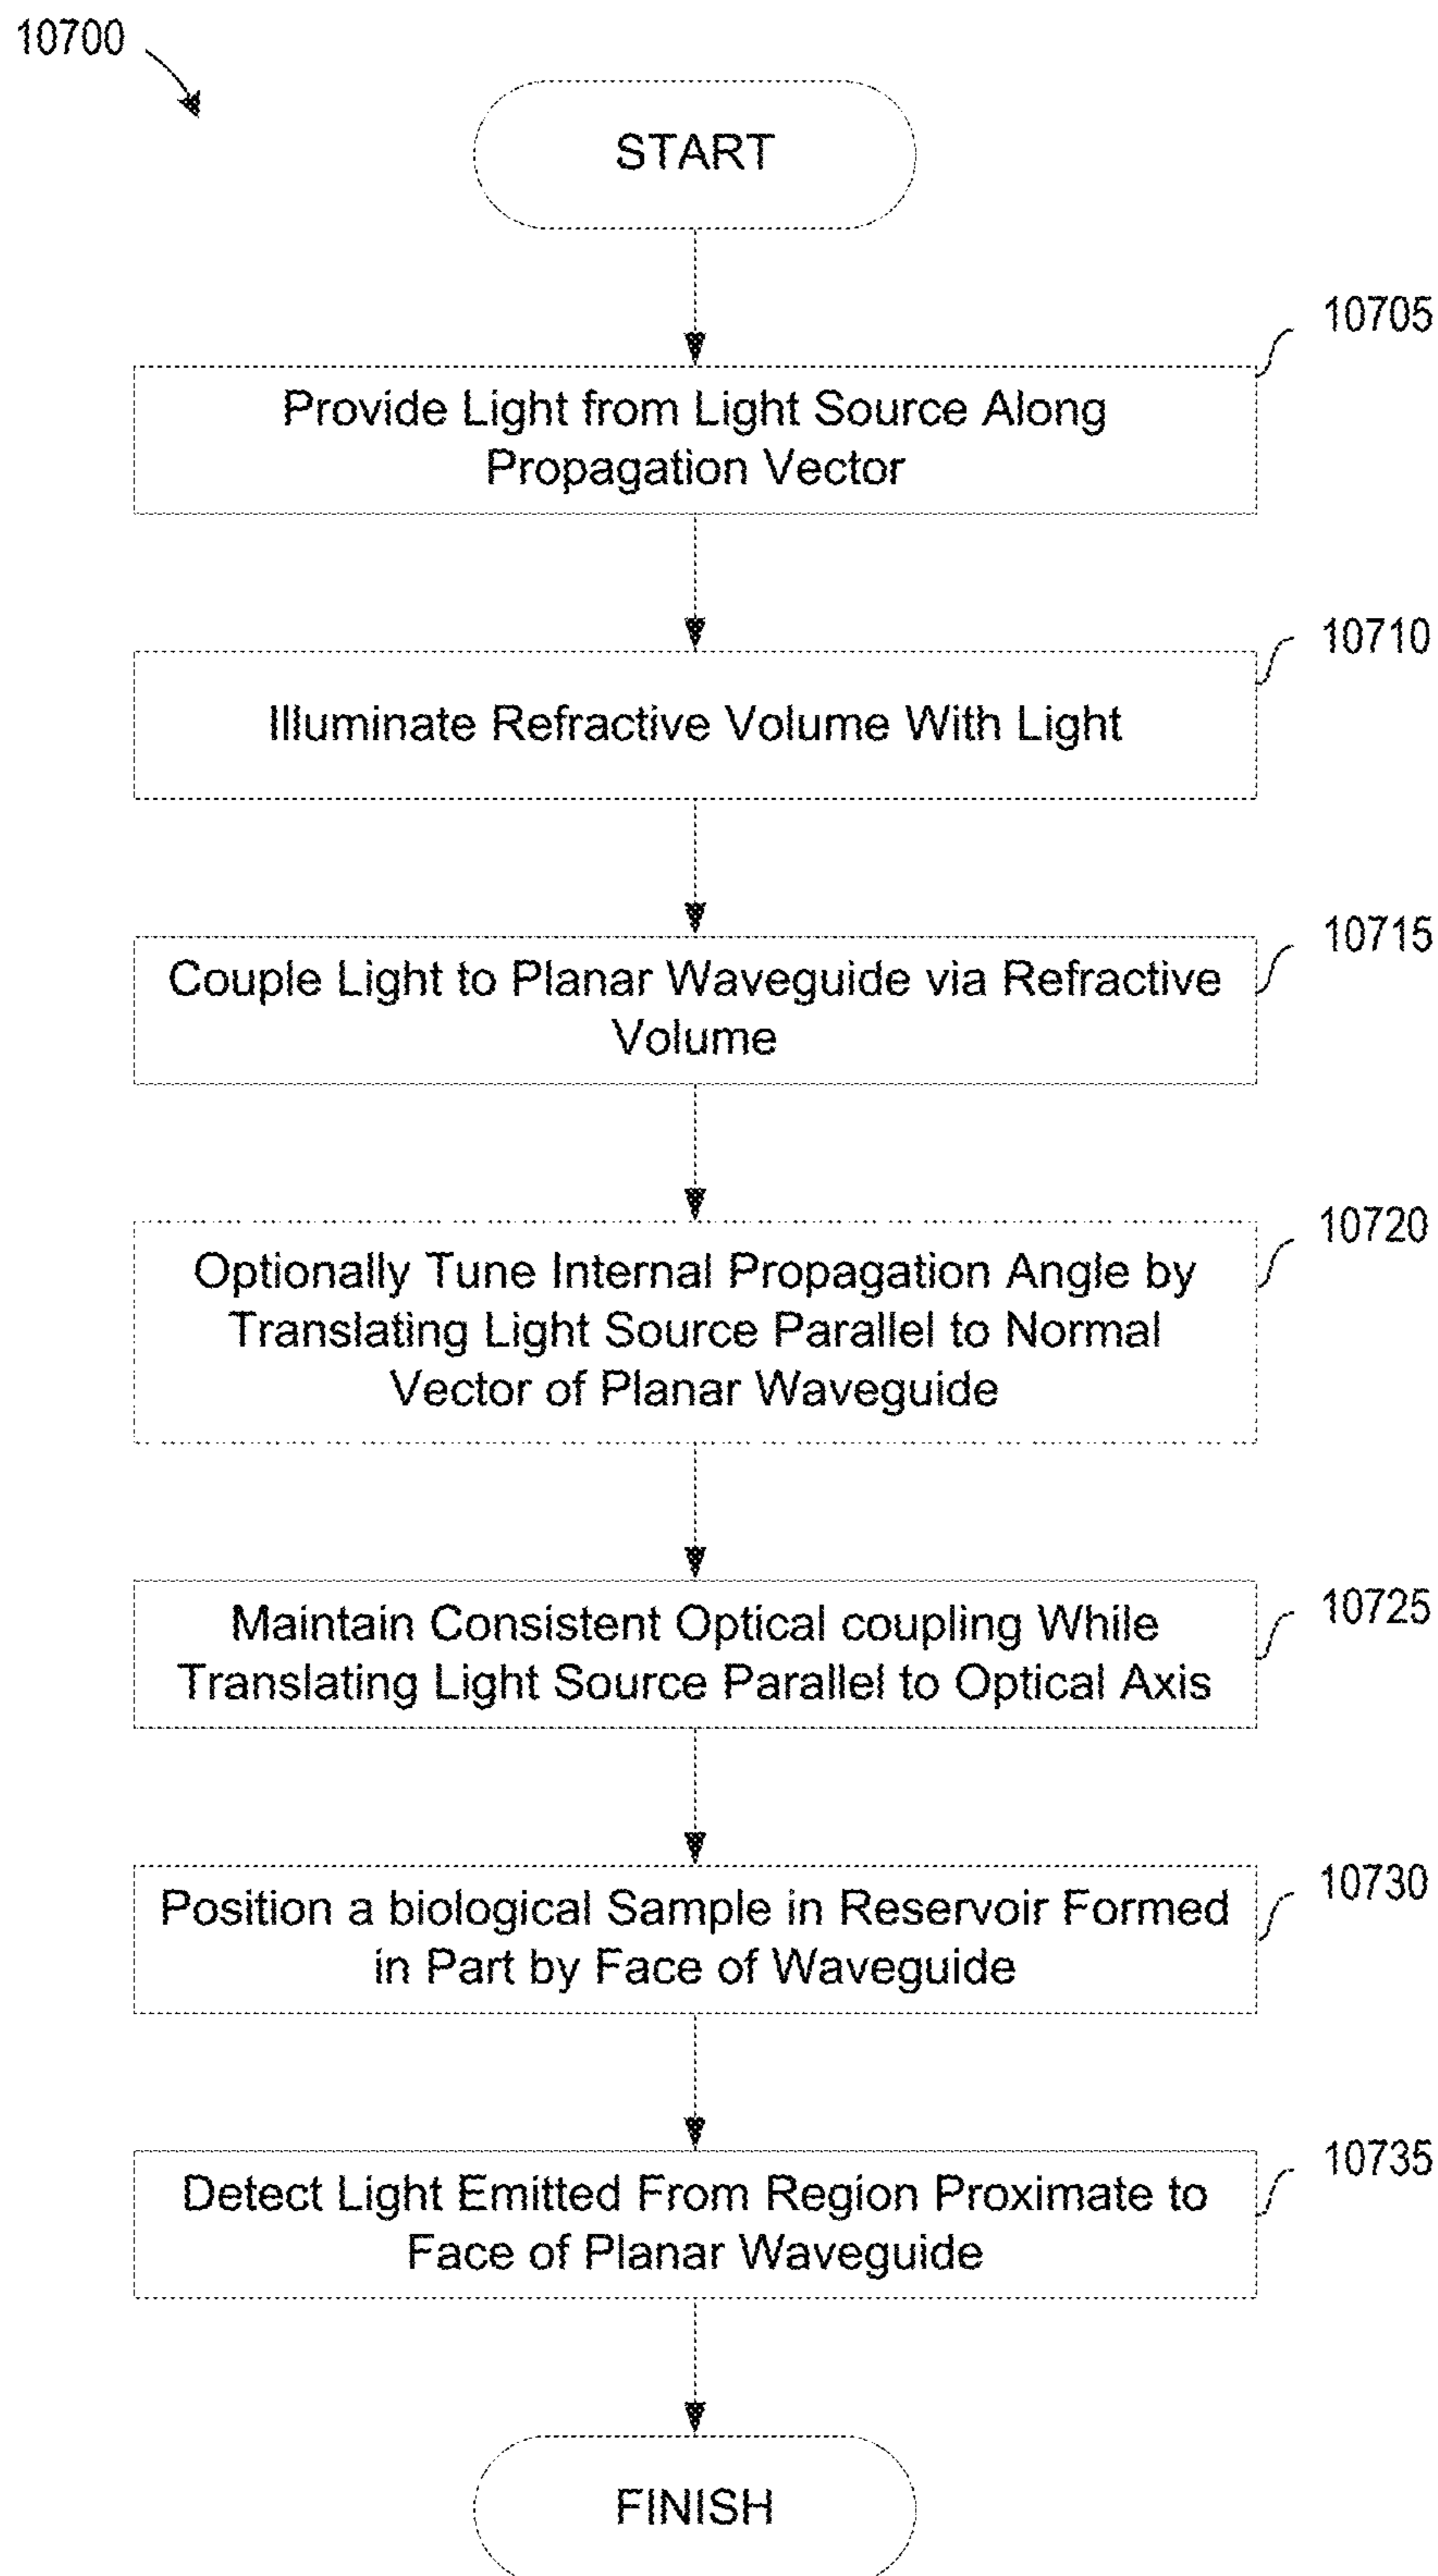 10700
START
10705
Provide Light from Light Source Along
Propagation Vector
10710
Illuminate Refractive Volume With Light
10715
Couple Light to Planar Waveguide via Refractive
Volume
10720
Optionally Tune Internal Propagation Angle by
Translating Light Source Parallel to Normal
Vector of Planar Waveguide
10725
Maintain Consistent Optical coupling While
Translating Light Source Parallel to Optical Axis
10730
Position a biological Sample in Reservoir Formed
in Part by Face of Waveguide
10735
Detect Light Emitted From Region Proximate to
Face of Planar Waveguide
FINISH